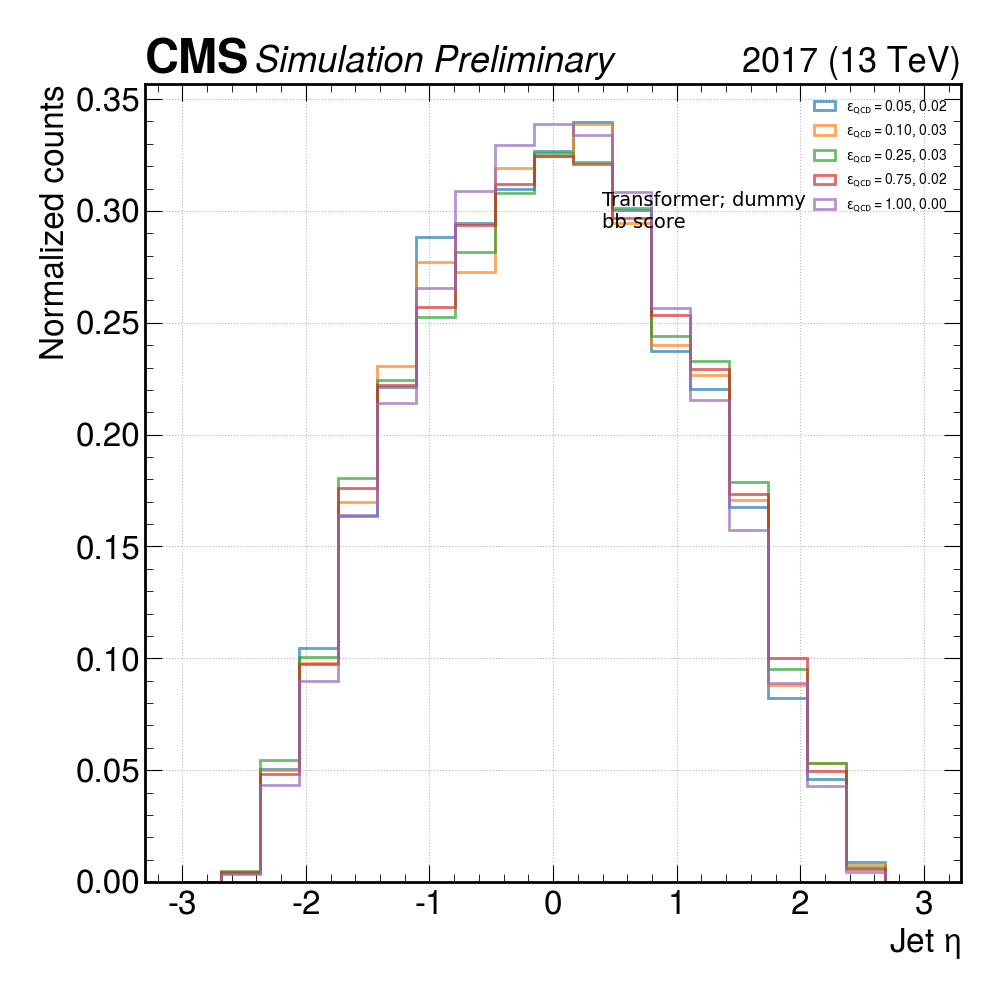 CMS Simulation Preliminary 2017 (13 TeV)
Normalized counts
0.35
0.30
0.25
0.20
0.15
0.10
0.05
0.00
εQCD = 0.05, 0.02
εQCD = 0.10, 0.03
εQCD = 0.25, 0.03
εQCD = 0.75, 0.02
εQCD = 1.00, 0.00
Transformer; dummy
bb score
-3 -2 -1 0 1 2 3
Jet η